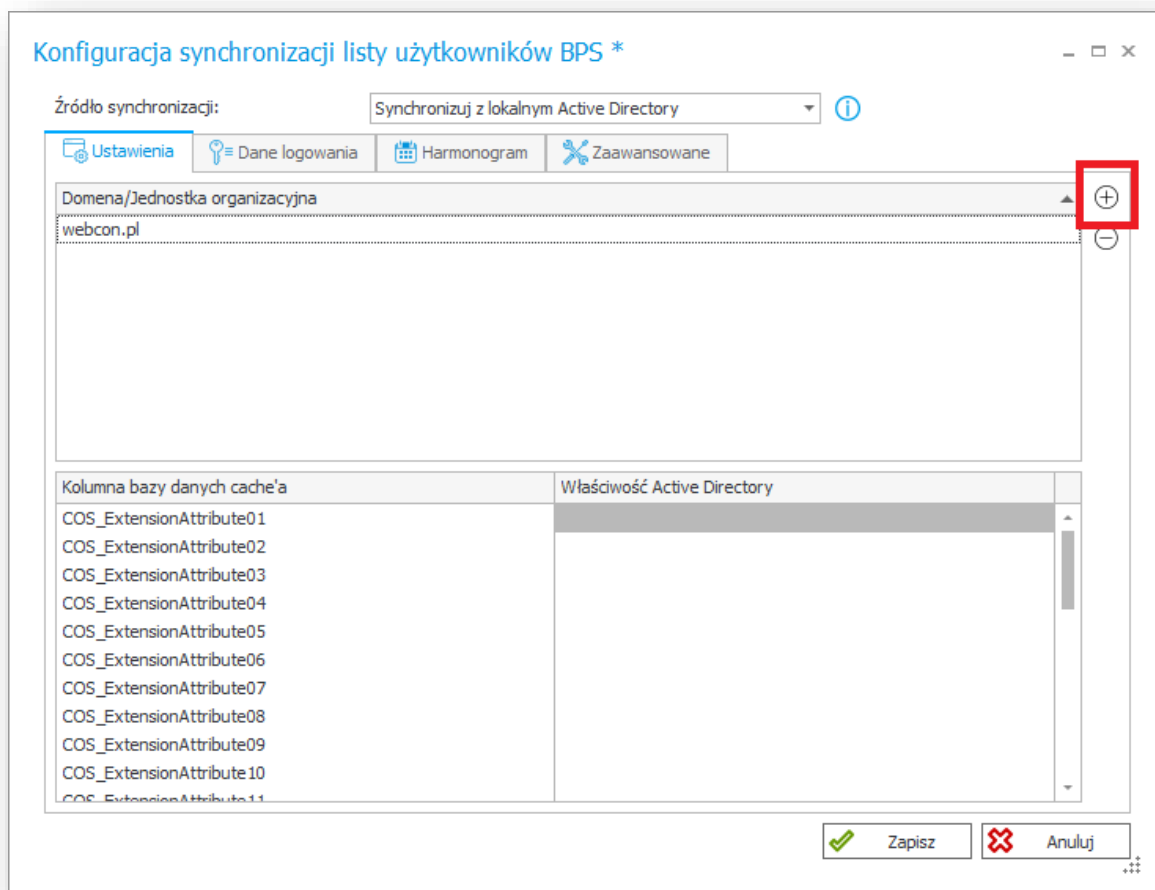 Konfiguracja synchronizacji listy użytkowników BPS *
Źródło synchronizacji: Synchronizuj z lokalnym Active Directory
Ustawienia Dane logowania Harmonogram Zaawansowane
Domena/Jednostka organizacyjna
webcon.pl
Kolumna bazy danych cache'a Właściwość Active Directory
COS_ExtensionAttribute01
COS_ExtensionAttribute02
COS_ExtensionAttribute03
COS_ExtensionAttribute04
COS_ExtensionAttribute05
COS_ExtensionAttribute06
COS_ExtensionAttribute07
COS_ExtensionAttribute08
COS_ExtensionAttribute09
COS_ExtensionAttribute10
COS_ExtensionAttribute11
Zapisz Anuluj